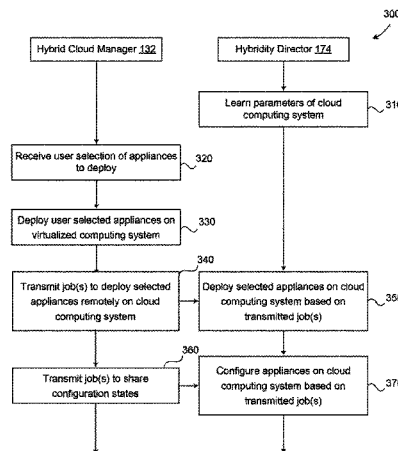 300
Hybrid Cloud Manager 132
Hybridity Director 174
Learn parameters of cloud
computing system
310
Receive user selection of appliances
to deploy
320
Deploy user selected appliances on
virtualized computing system
330
340
Transmit job(s) to deploy selected
appliances remotely on cloud
computing system
Deploy selected appliances on cloud
computing system based on
transmitted job(s)
350
360
Transmit job(s) to share
configuration states
Configure appliances on cloud
computing system based on
transmitted job(s)
370